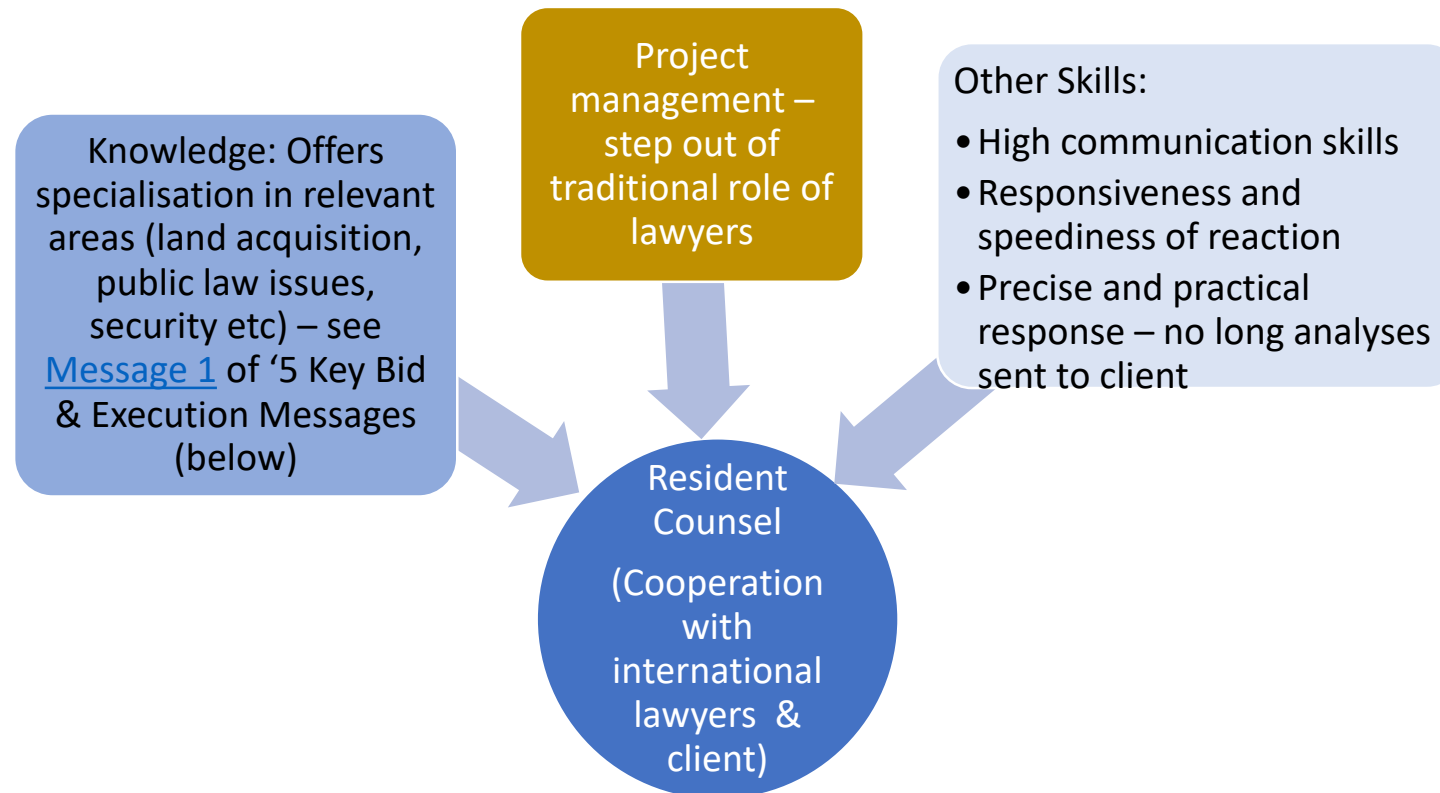 Knowledge: Offers
specialisation in relevant
areas (land acquisition,
public law issues,
security etc) – see
Message 1 of ‘5 Key Bid
& Execution Messages
(below)
Project
management –
step out of
traditional role of
lawyers
Other Skills:
•High communication skills
•Responsiveness and
speediness of reaction
•Precise and practical
response – no long analyses
sent to client
Resident
Counsel
(Cooperation
with
international
lawyers &
client)